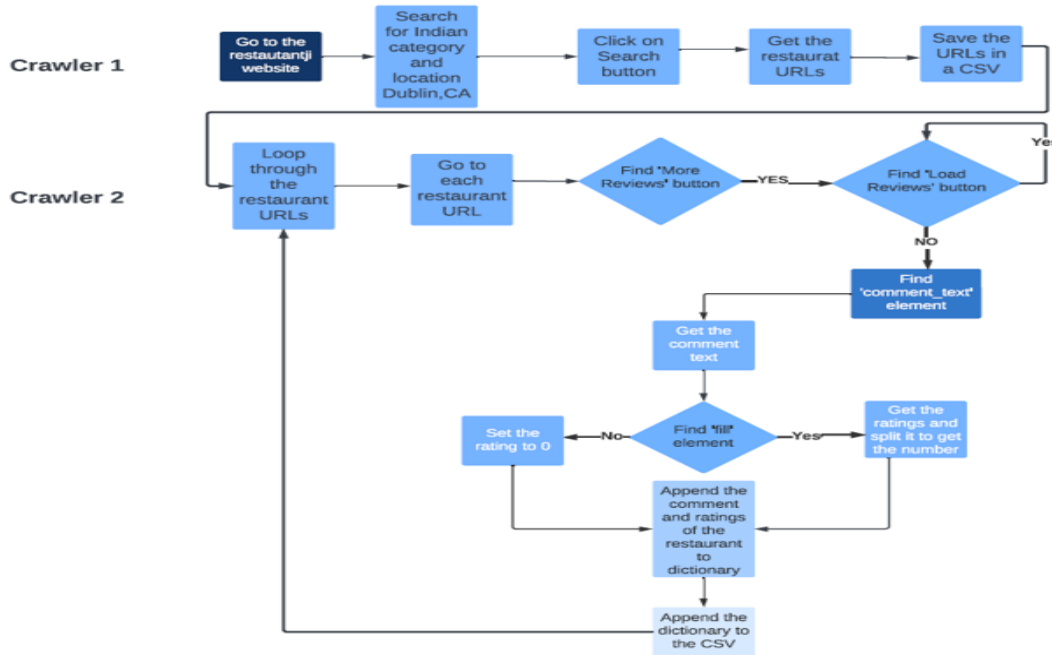 Crawler 1
Go to the
restautantji
website
Search
for Indian
category
and
location
Dublin,CA
Click on
Search
button
Get the
restaurat
URLs
Save the
URLs in
a CSV
Crawler 2
Loop
through
the
restaurant
URLs
Go to
each
restaurant
URL
Find "More
Reviews' button
YES
Find 'Load
Reviews' button
Yes
NO
Find
'comment_text'
element
Get the
comment
text
Find "fill"
element
No
Set the
rating to 0
Yes
Get the
ratings and
split it to get
the number
Append the
comment
and ratings
of the
restaurant
to
dictionary
Append the
dictionary to
the CSV